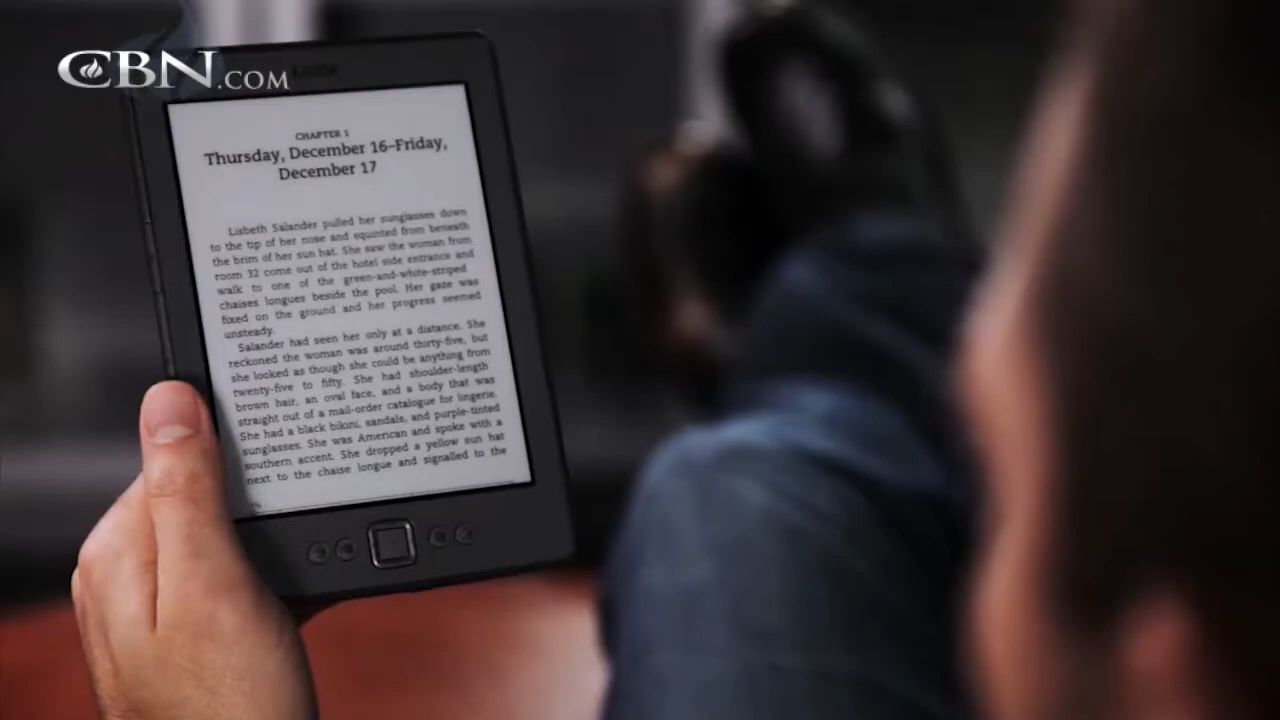 CBN.COM
CHAPTER 1
Thursday, December 16–Friday,
December 17
Lisbeth Salander pulled her sunglasses down
to the tip of her nose and squinted from beneath
the brim of her sun hat. She saw the woman from
room 32 come out of the hotel side entrance and
walk to one of the green-and-white-striped
chaises longues beside the pool. Her gaze was
fixed on the ground and her progress seemed
unsteady.
Salander had seen her only at a distance. She
reckoned the woman was around thirty-five, but
she looked as though she could be anything from
twenty-five to fifty. She had shoulder-length
brown hair, an oval face, and a body that was
straight out of a mail-order catalogue for lingerie.
She had a black bikini, sandals, and purple-tinted
sunglasses. She was American and spoke with a
southern accent. She dropped a yellow sun hat
next to the chaise longue and signalled to the